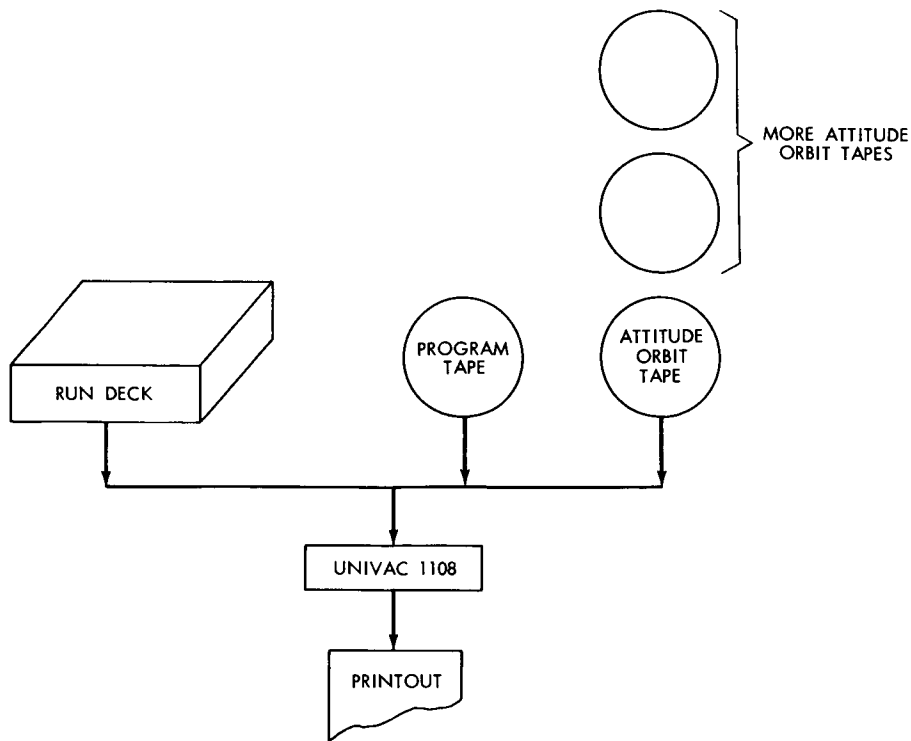 MORE ATTITUDE
ORBIT TAPES
RUN DECK
PROGRAM
TAPE
ATTITUDE
ORBIT
TAPE
UNIVAC 1108
PRINTOUT